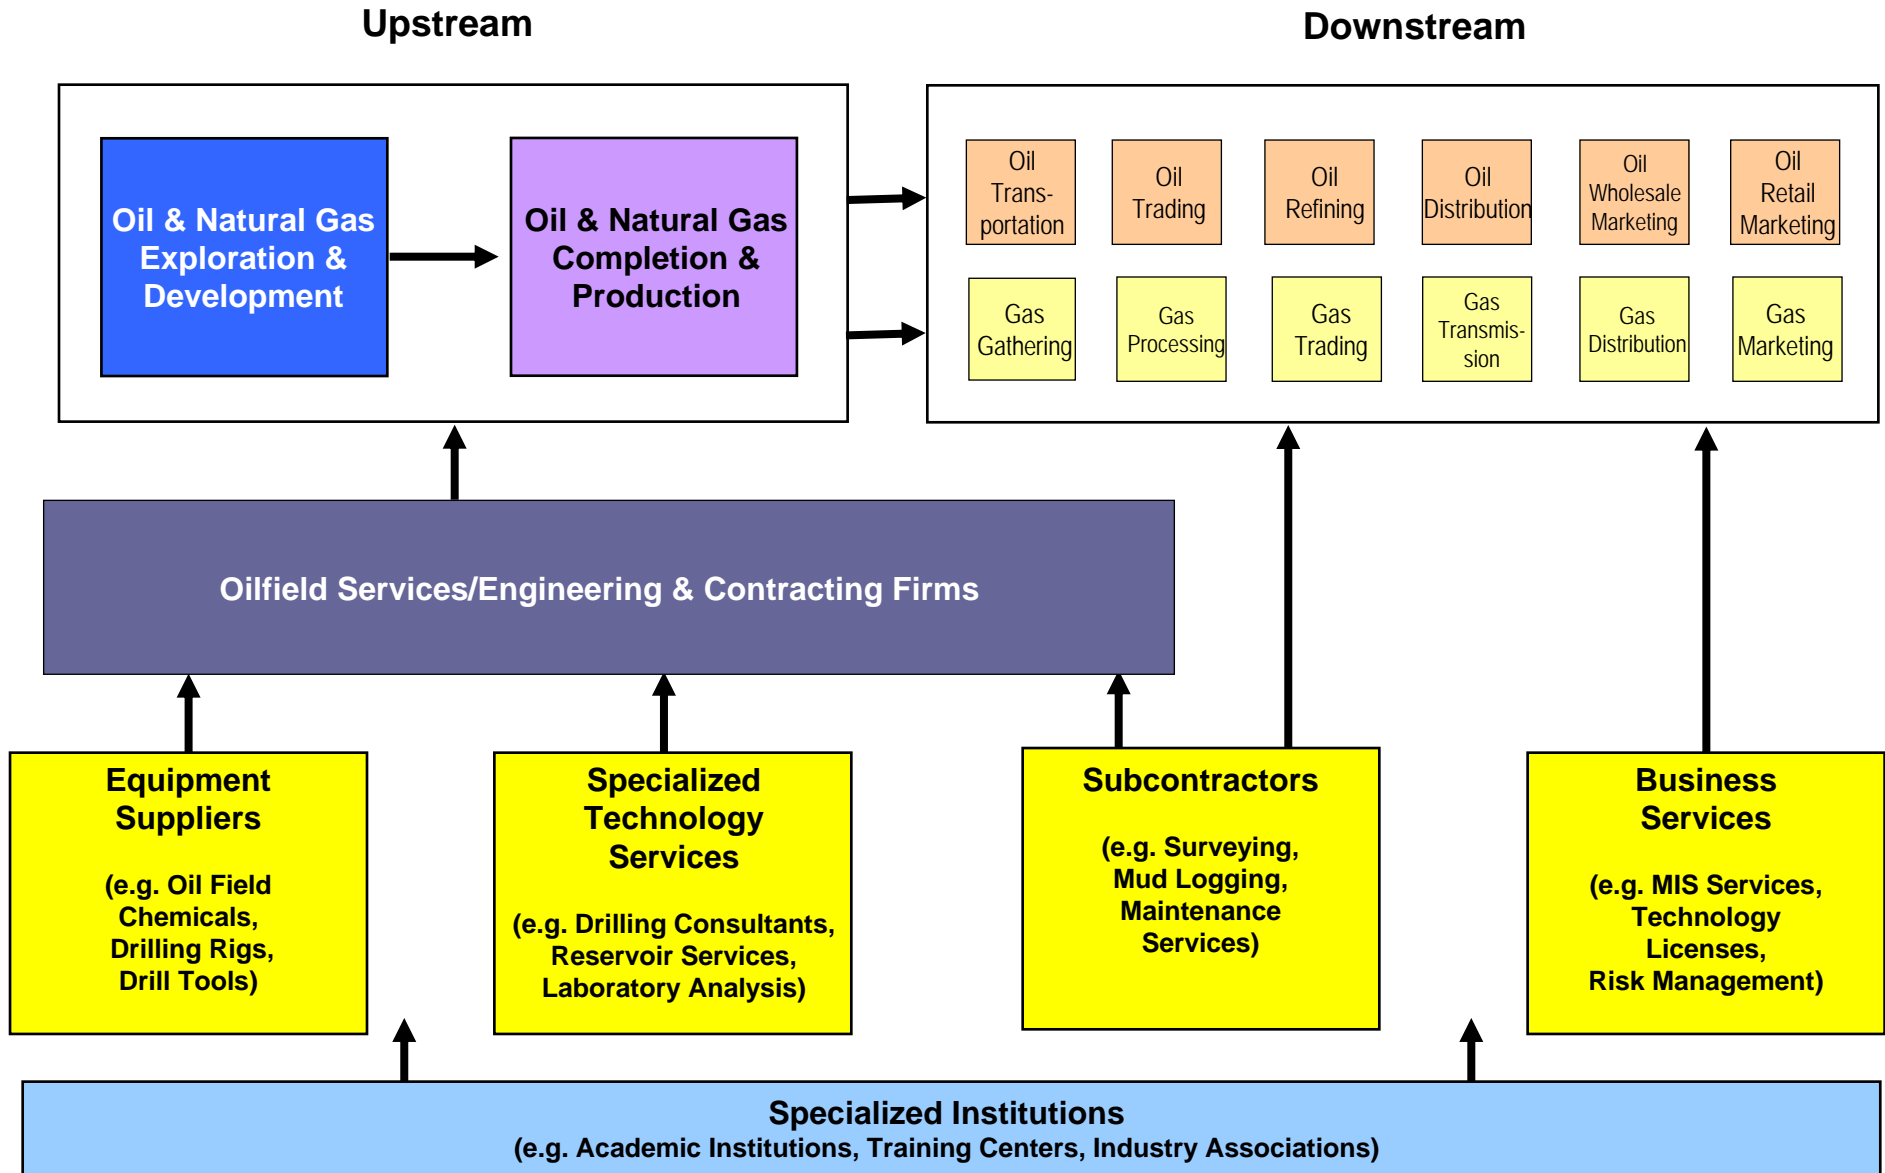 Upstream
Downstream
Oil & Natural Gas
Exploration &
Development
Oil & Natural Gas
Completion &
Production
Oil
Trans-
portation
Oil
Trading
Oil
Refining
Oil
Distribution
Oil
Wholesale
Marketing
Oil
Retail
Marketing
Gas
Gathering
Gas
Processing
Gas
Trading
Gas
Transmis-
sion
Gas
Distribution
Gas
Marketing
Oilfield Services/Engineering & Contracting Firms
Equipment
Suppliers
(e.g. Oil Field
Chemicals,
Drilling Rigs,
Drill Tools)
Specialized
Technology
Services
(e.g. Drilling Consultants,
Reservoir Services,
Laboratory Analysis)
Subcontractors
(e.g. Surveying,
Mud Logging,
Maintenance
Services)
Business
Services
(e.g. MIS Services,
Technology
Licenses,
Risk Management)
Specialized Institutions
(e.g. Academic Institutions, Training Centers, Industry Associations)